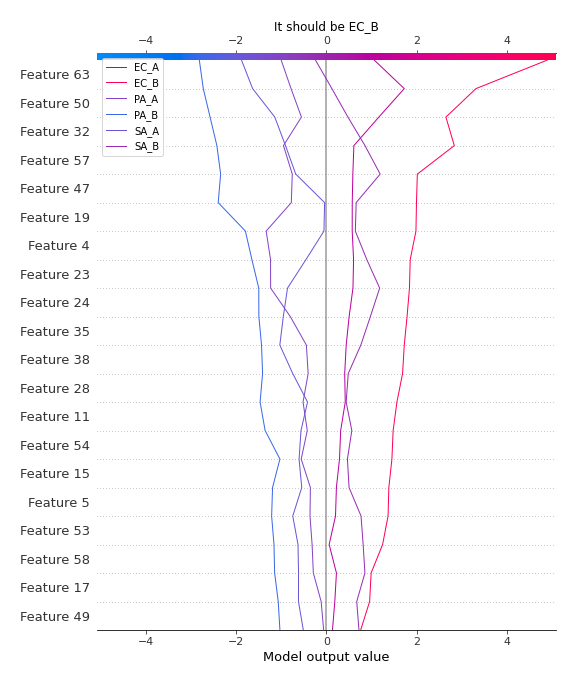 It should be EC_B
−4 −2 0 2 4
EC_A
EC_B
PA_A
PA_B
SA_A
SA_B
Feature 63
Feature 50
Feature 32
Feature 57
Feature 47
Feature 19
Feature 4
Feature 23
Feature 24
Feature 35
Feature 38
Feature 28
Feature 11
Feature 54
Feature 15
Feature 5
Feature 53
Feature 58
Feature 17
Feature 49
−4 −2 0 2 4
Model output value